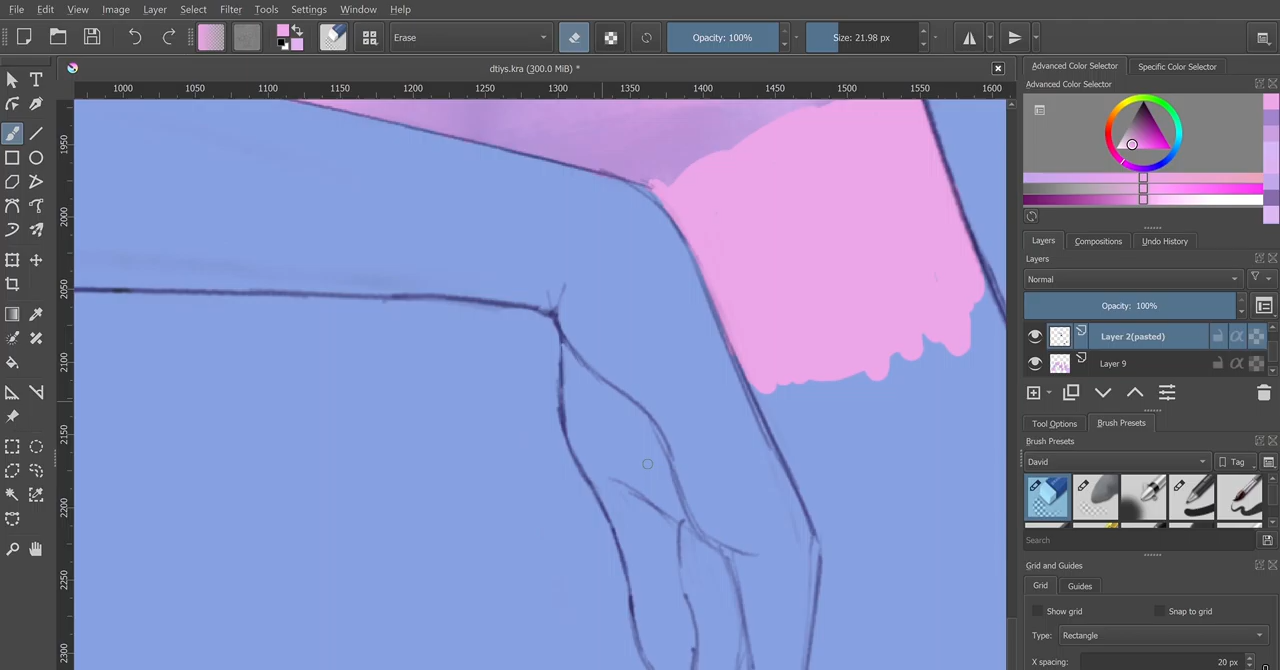 File Edit View Image Layer Select Filter Tools Settings Window Help
Erase Opacity: 100% Size: 21.98 px
dtiys.kra (300.0 MiB) *
1000 1050 1100 1150 1200 1250 1300 1350 1400 1450 1500 1550 1600
1950
2000
2050
2100
2150
2200
2250
2300
Advanced Color Selector Specific Color Selector
Advanced Color Selector
Layers Compositions Undo History
Layers
Normal
Opacity: 100%
Layer 2(pasted)
Layer 9
Tool Options Brush Presets
Brush Presets
David Tag
Search
Grid and Guides
Grid Guides
Show grid Snap to grid
Type: Rectangle
X spacing: 20 px